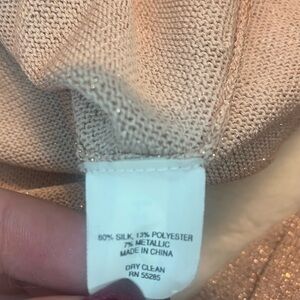 80% SILK, 13% POLYESTER
7% METALLIC
MADE IN CHINA
DRY CLEAN
RN 55285